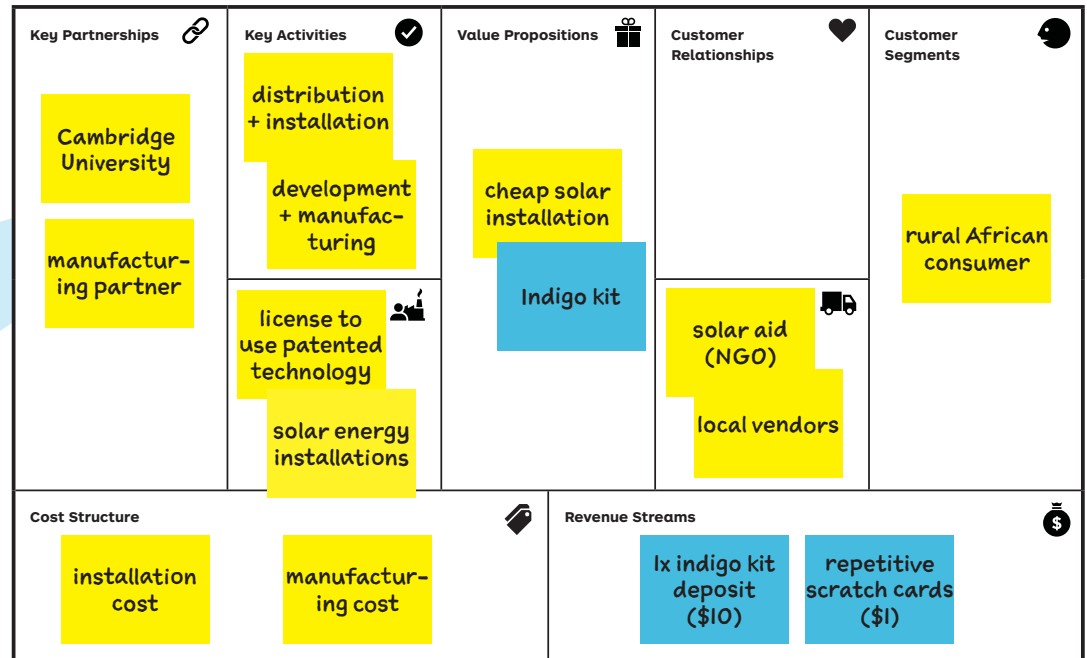 Key Partnerships
Cambridge
University
manufactur-
ing partner
Key Activities
distribution
+ installation
development
+ manufac-
turing
license to
use patented
technology
solar energy
installations
Value Propositions
cheap solar
installation
Indigo kit
Customer
Relationships
solar aid
(NGO)
local vendors
Customer
Segments
rural African
consumer
Cost Structure
installation
cost
manufactur-
ing cost
Revenue Streams
1x indigo kit
deposit
($10)
repetitive
scratch cards
($1)
$